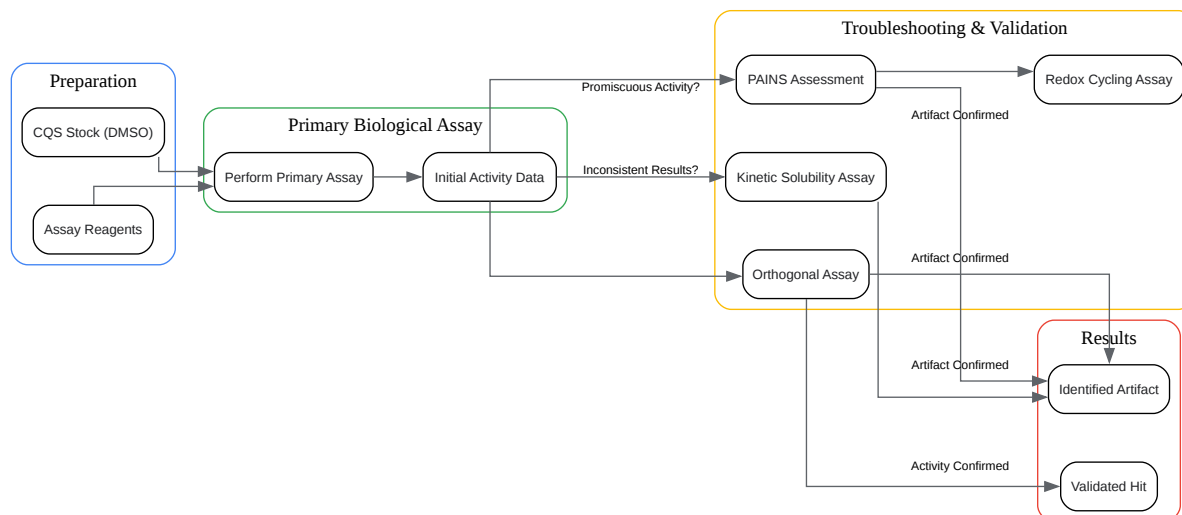 Troubleshooting & Validation
Preparation
PAINS Assessment
Redox Cycling Assay
Promiscuous Activity?
Artifact Confirmed
Primary Biological Assay
CQS Stock (DMSO)
Perform Primary Assay
Initial Activity Data
Inconsistent Results?
Kinetic Solubility Assay
Assay Reagents
Artifact Confirmed
Orthogonal Assay
Results
Artifact Confirmed
Identified Artifact
Activity Confirmed
Validated Hit